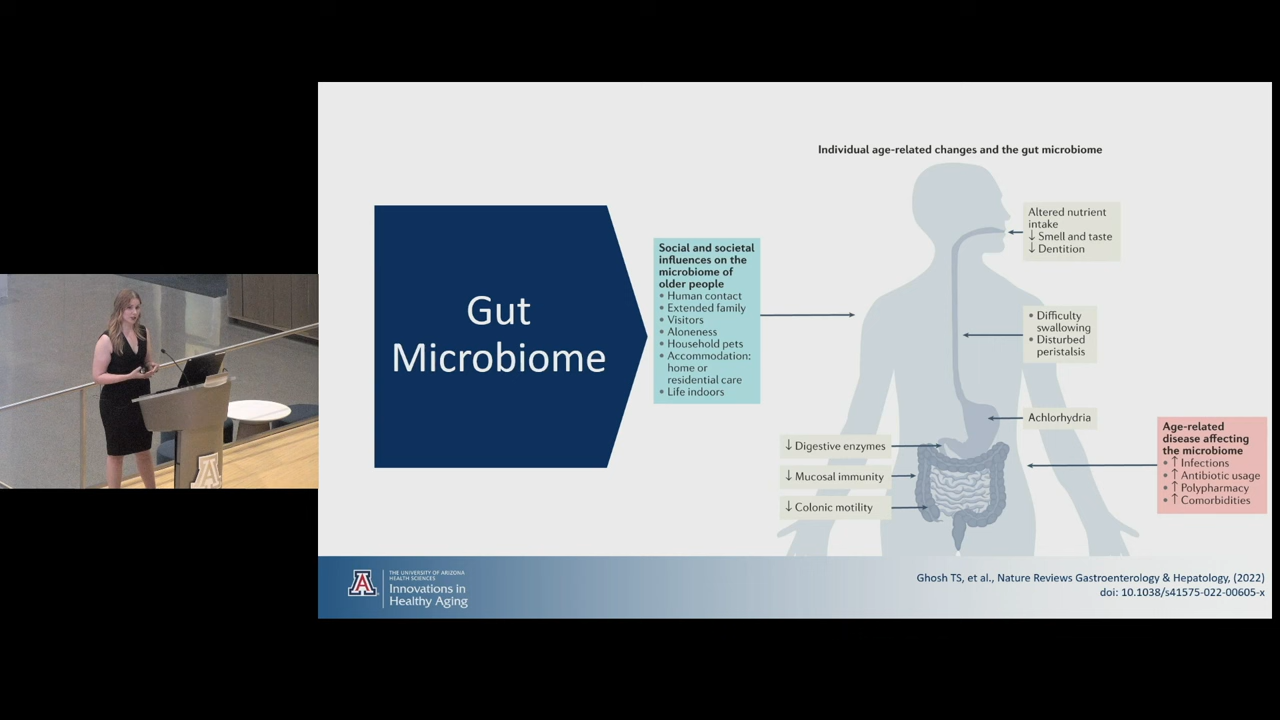 Individual age-related changes and the gut microbiome
Gut
Microbiome
Social and societal
influences on the
microbiome of
older people
• Human contact
• Extended family
• Visitors
• Aloneness
• Household pets
• Accommodation:
home or
residential care
• Life indoors
Altered nutrient
intake
↓ Smell and taste
↓ Dentition
• Difficulty
swallowing
• Disturbed
peristalsis
Achlorhydria
↓ Digestive enzymes
↓ Mucosal immunity
↓ Colonic motility
Age-related
disease affecting
the microbiome
• ↑ Infections
• ↑ Antibiotic usage
• ↑ Polypharmacy
• ↑ Comorbidities
A
A
THE UNIVERSITY OF ARIZONA
HEALTH SCIENCES
Innovations in
Healthy Aging
Ghosh TS, et al., Nature Reviews Gastroenterology & Hepatology, (2022)
doi: 10.1038/s41575-022-00605-x